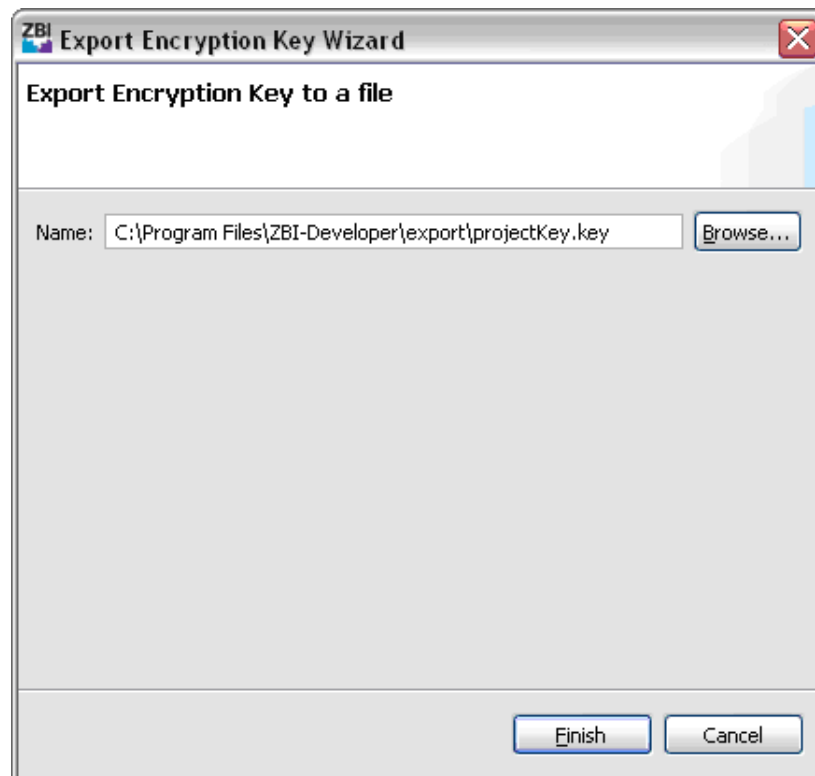 ZBI Export Encryption Key Wizard
Export Encryption Key to a file
Name: C:\Program Files\ZBI-Developer\export\projectKey.key Browse...
Finish Cancel